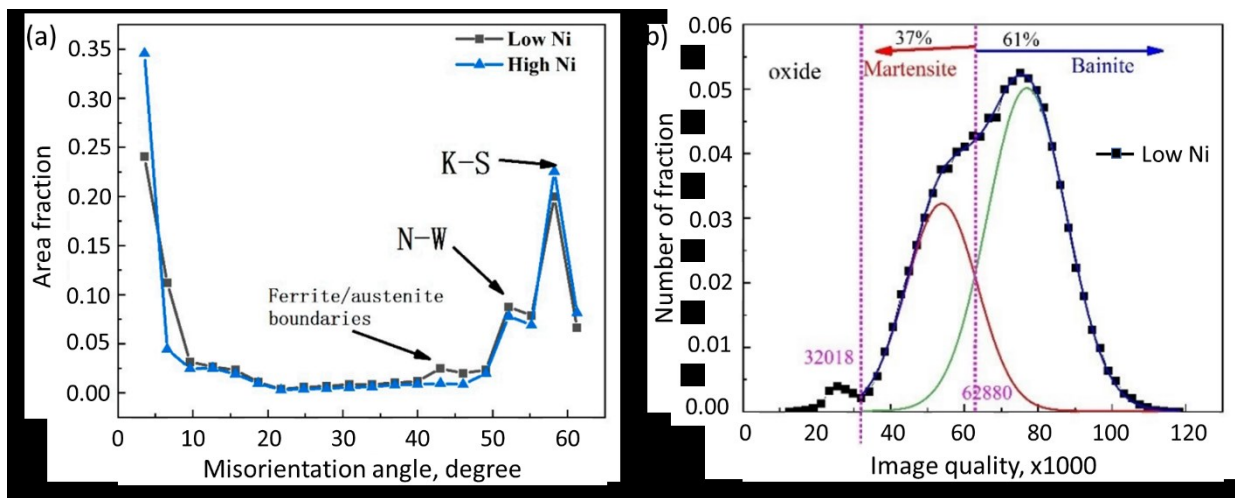 (a)
Low Ni
High Ni
K-S
N-W
Ferrite/austenite
boundaries
Area fraction
0.35
0.30
0.25
0.20
0.15
0.10
0.05
0.00
0 10 20 30 40 50 60
Misorientation angle, degree
b)
37% 61%
Martensite Bainite
oxide
Low Ni
32018
62880
Number of fraction
0.06
0.05
0.04
0.03
0.02
0.01
0.00
0 20 40 60 80 100 120
Image quality, x1000